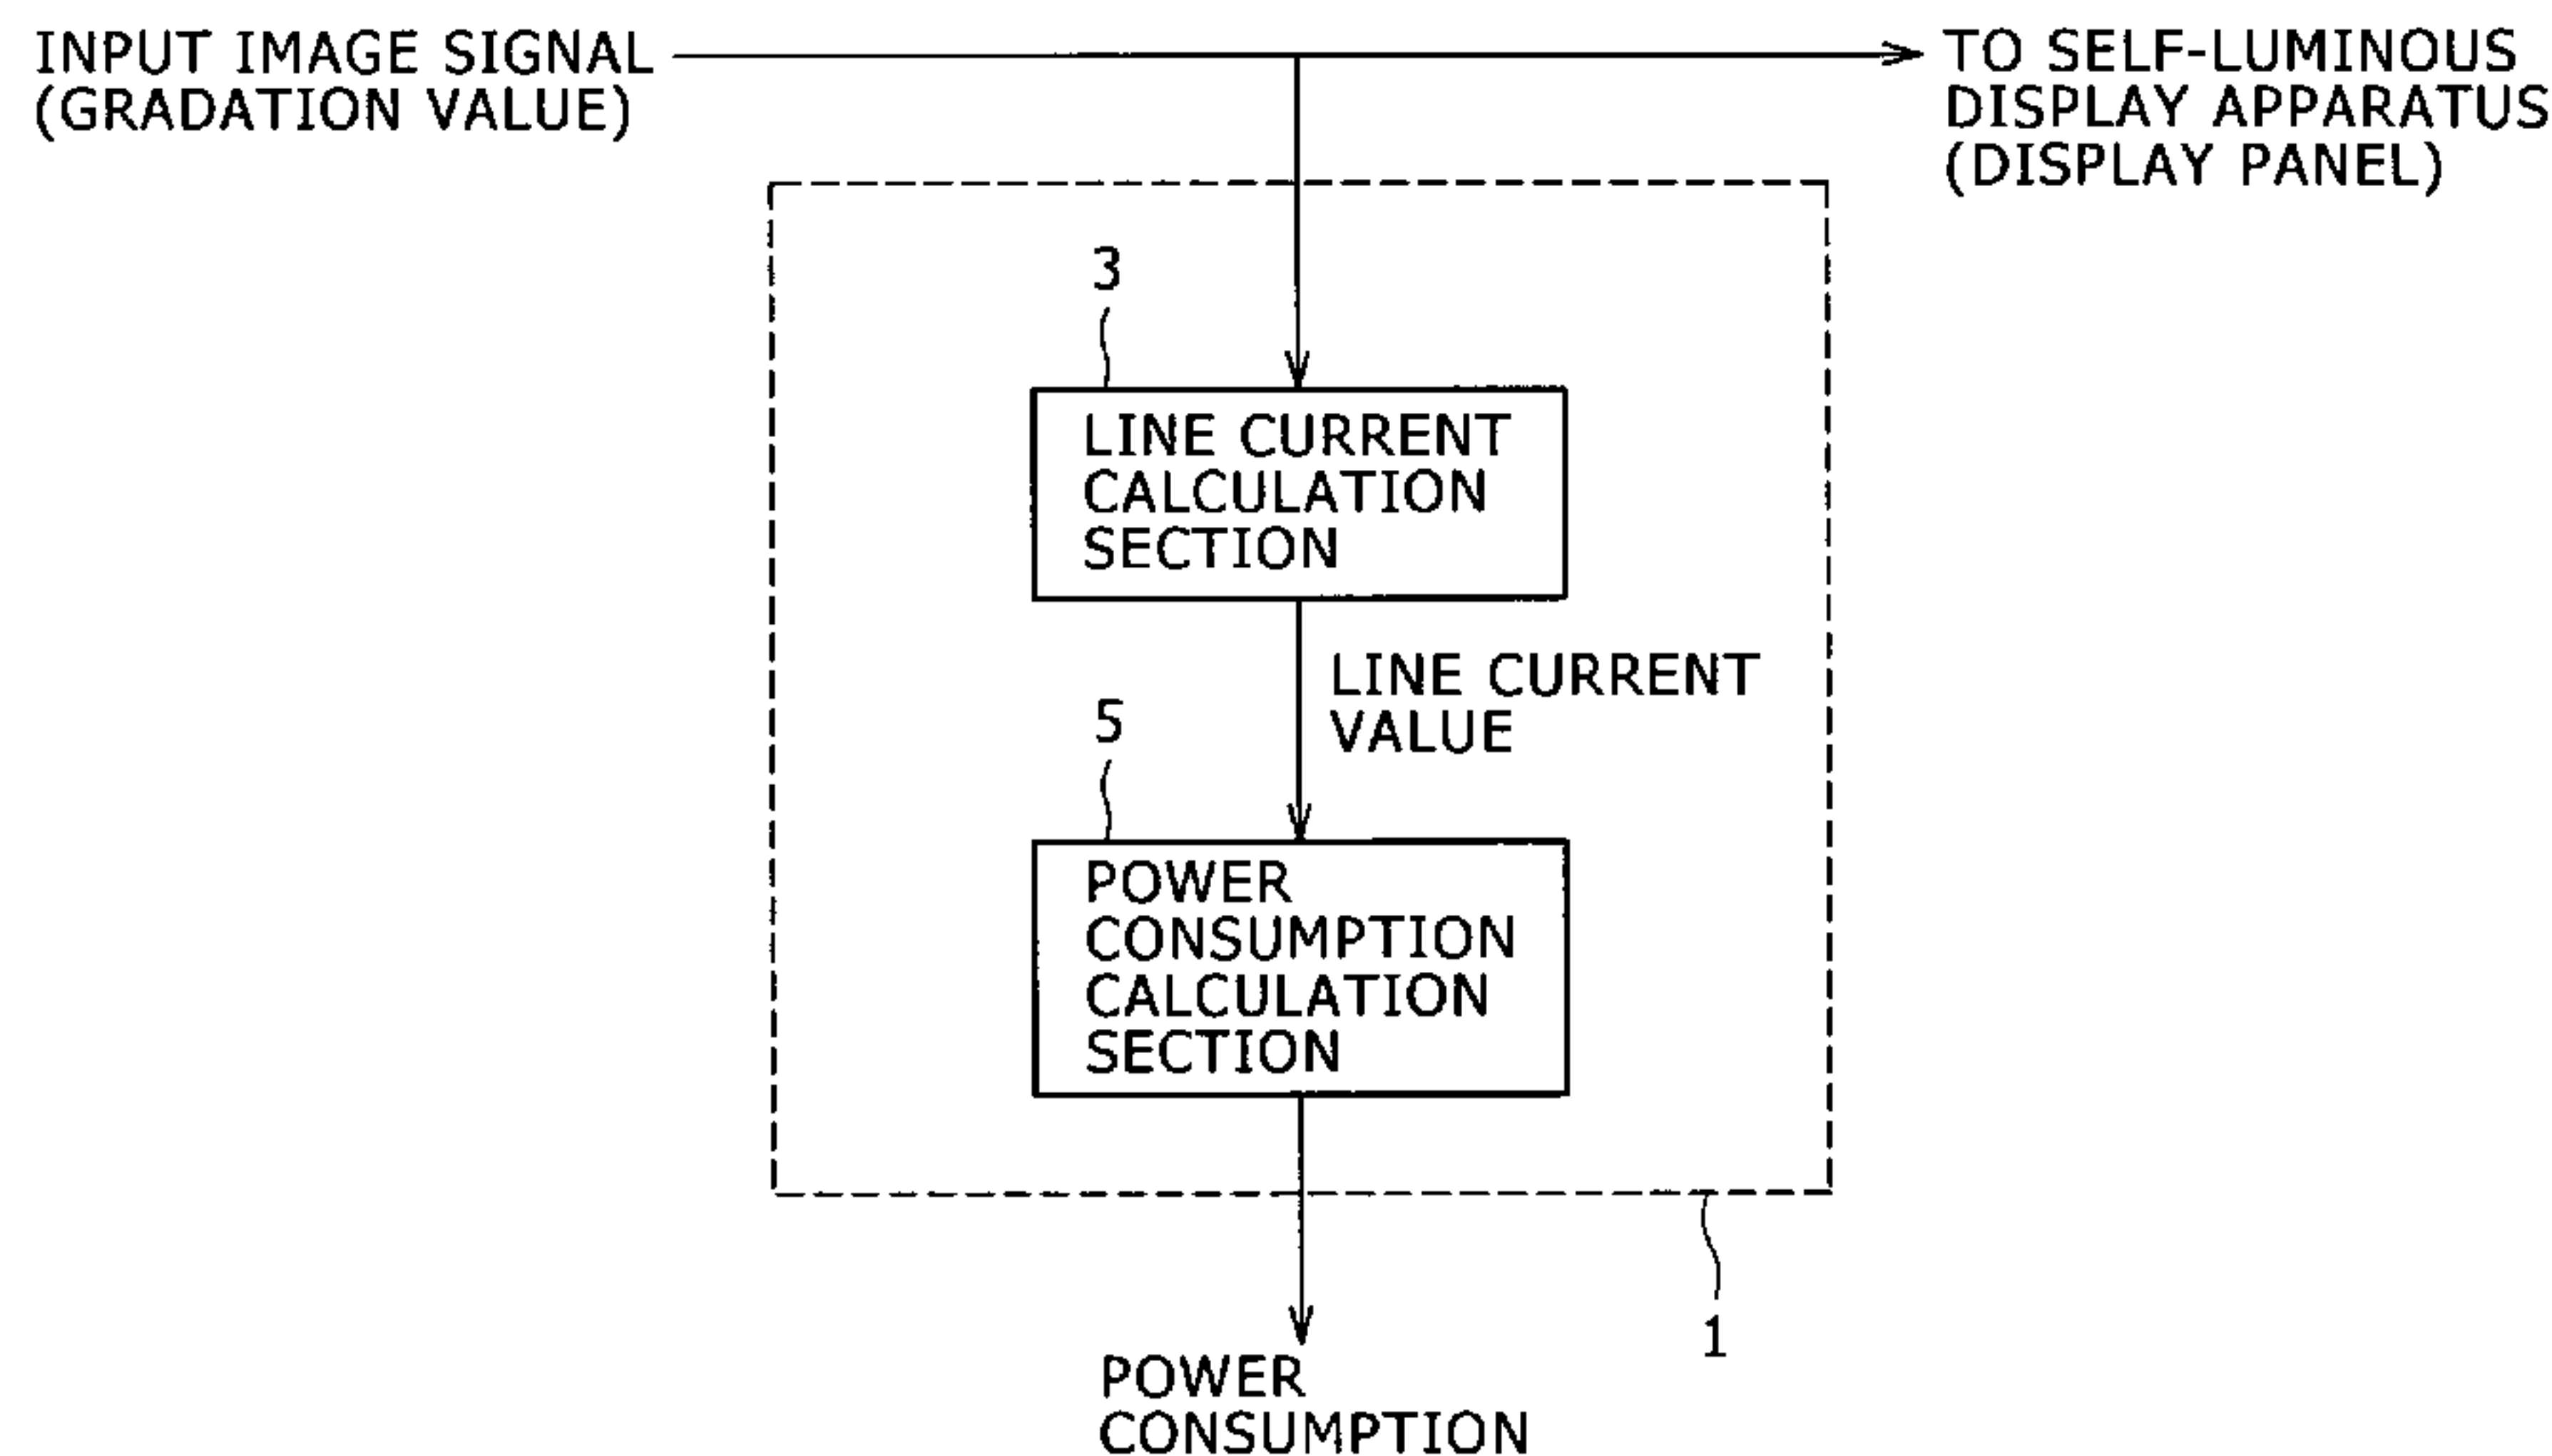 INPUT IMAGE SIGNAL
(GRADATION VALUE)
TO SELF-LUMINOUS
DISPLAY APPARATUS
(DISPLAY PANEL)
3
LINE CURRENT
CALCULATION
SECTION
LINE CURRENT
VALUE
5
POWER
CONSUMPTION
CALCULATION
SECTION
1
POWER
CONSUMPTION